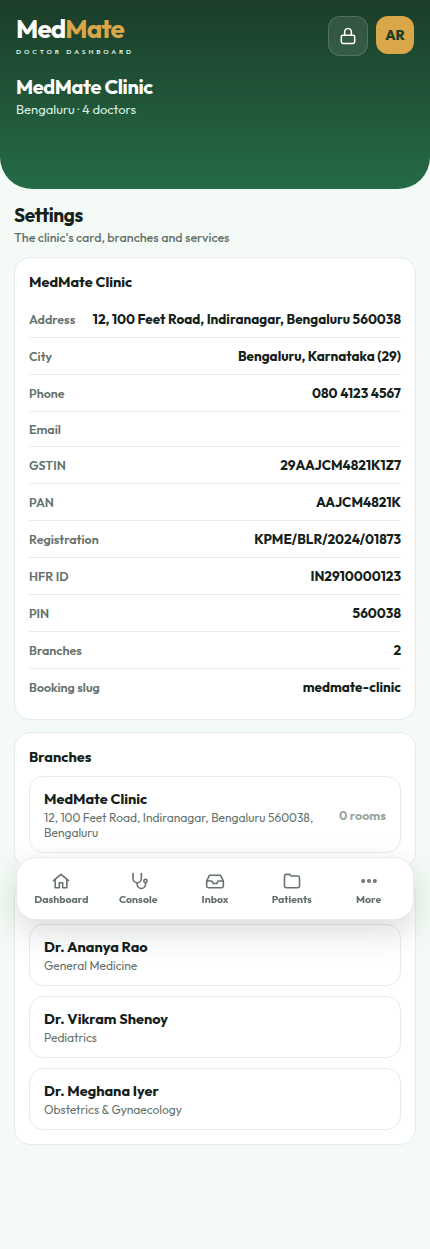 MedMate
DOCTOR DASHBOARD
AR
MedMate Clinic
Bengaluru · 4 doctors
Settings
The clinic's card, branches and services
MedMate Clinic
Address 12, 100 Feet Road, Indiranagar, Bengaluru 560038
City Bengaluru, Karnataka (29)
Phone 080 4123 4567
Email
GSTIN 29AAJCM4821K1Z7
PAN AAJCM4821K
Registration KPME/BLR/2024/01873
HFR ID IN2910000123
PIN 560038
Branches 2
Booking slug medmate-clinic
Branches
MedMate Clinic
12, 100 Feet Road, Indiranagar, Bengaluru 560038,
Bengaluru
0 rooms
Dashboard Console Inbox Patients More
Dr. Ananya Rao
General Medicine
Dr. Vikram Shenoy
Pediatrics
Dr. Meghana Iyer
Obstetrics & Gynaecology